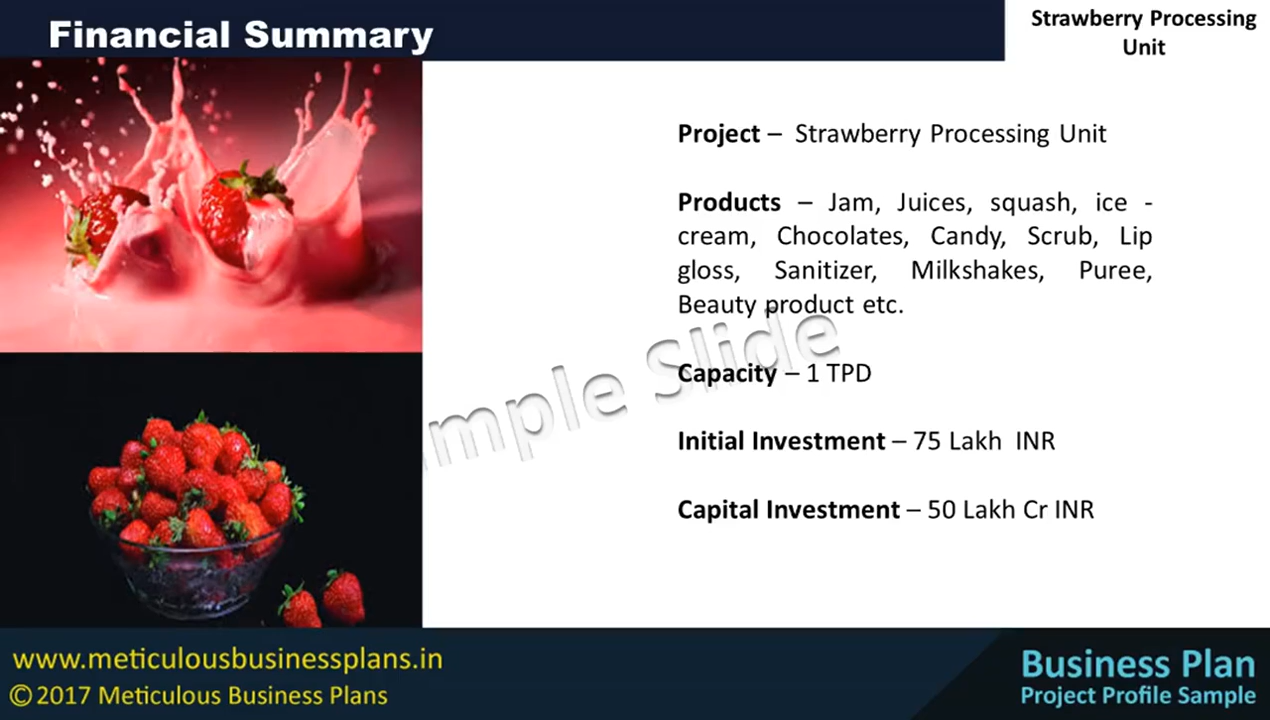 Financial Summary
Strawberry Processing
Unit
Project – Strawberry Processing Unit
Products – Jam, Juices, squash, ice -
cream, Chocolates, Candy, Scrub, Lip
gloss, Sanitizer, Milkshakes, Puree,
Beauty product etc.
Capacity – 1 TPD
Initial Investment – 75 Lakh INR
Capital Investment – 50 Lakh Cr INR
mple Slide
www.meticulousbusinessplans.in
©2017 Meticulous Business Plans
Business Plan
Project Profile Sample